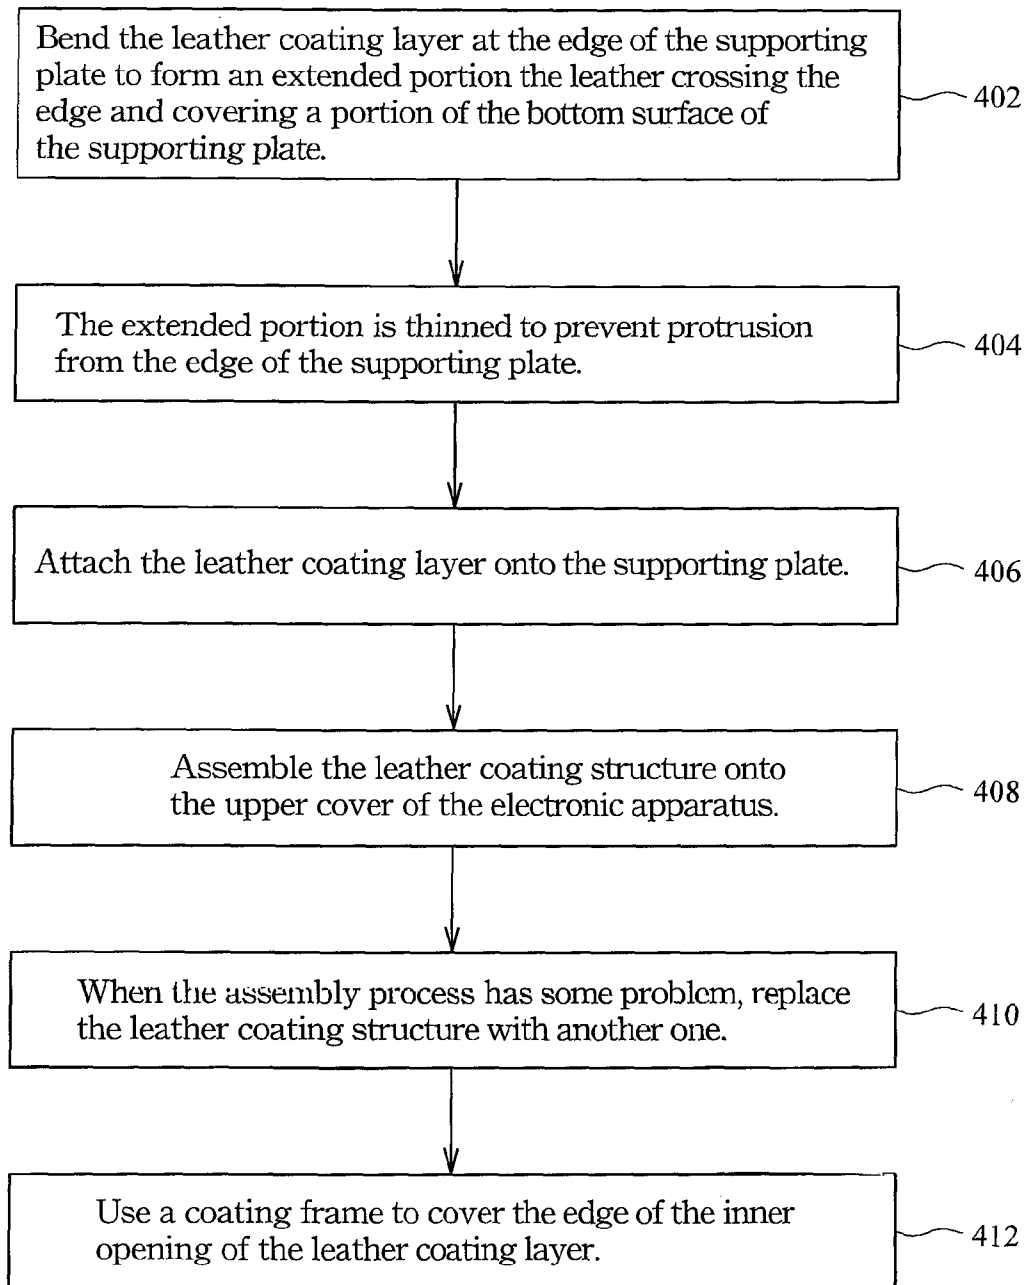 Bend the leather coating layer at the edge of the supporting
plate to form an extended portion the leather crossing the
edge and covering a portion of the bottom surface of
the supporting plate.
402
The extended portion is thinned to prevent protrusion
from the edge of the supporting plate.
404
Attach the leather coating layer onto the supporting plate.
406
Assemble the leather coating structure onto
the upper cover of the electronic apparatus.
408
When the assembly process has some problem, replace
the leather coating structure with another one.
410
Use a coating frame to cover the edge of the inner
opening of the leather coating layer.
412